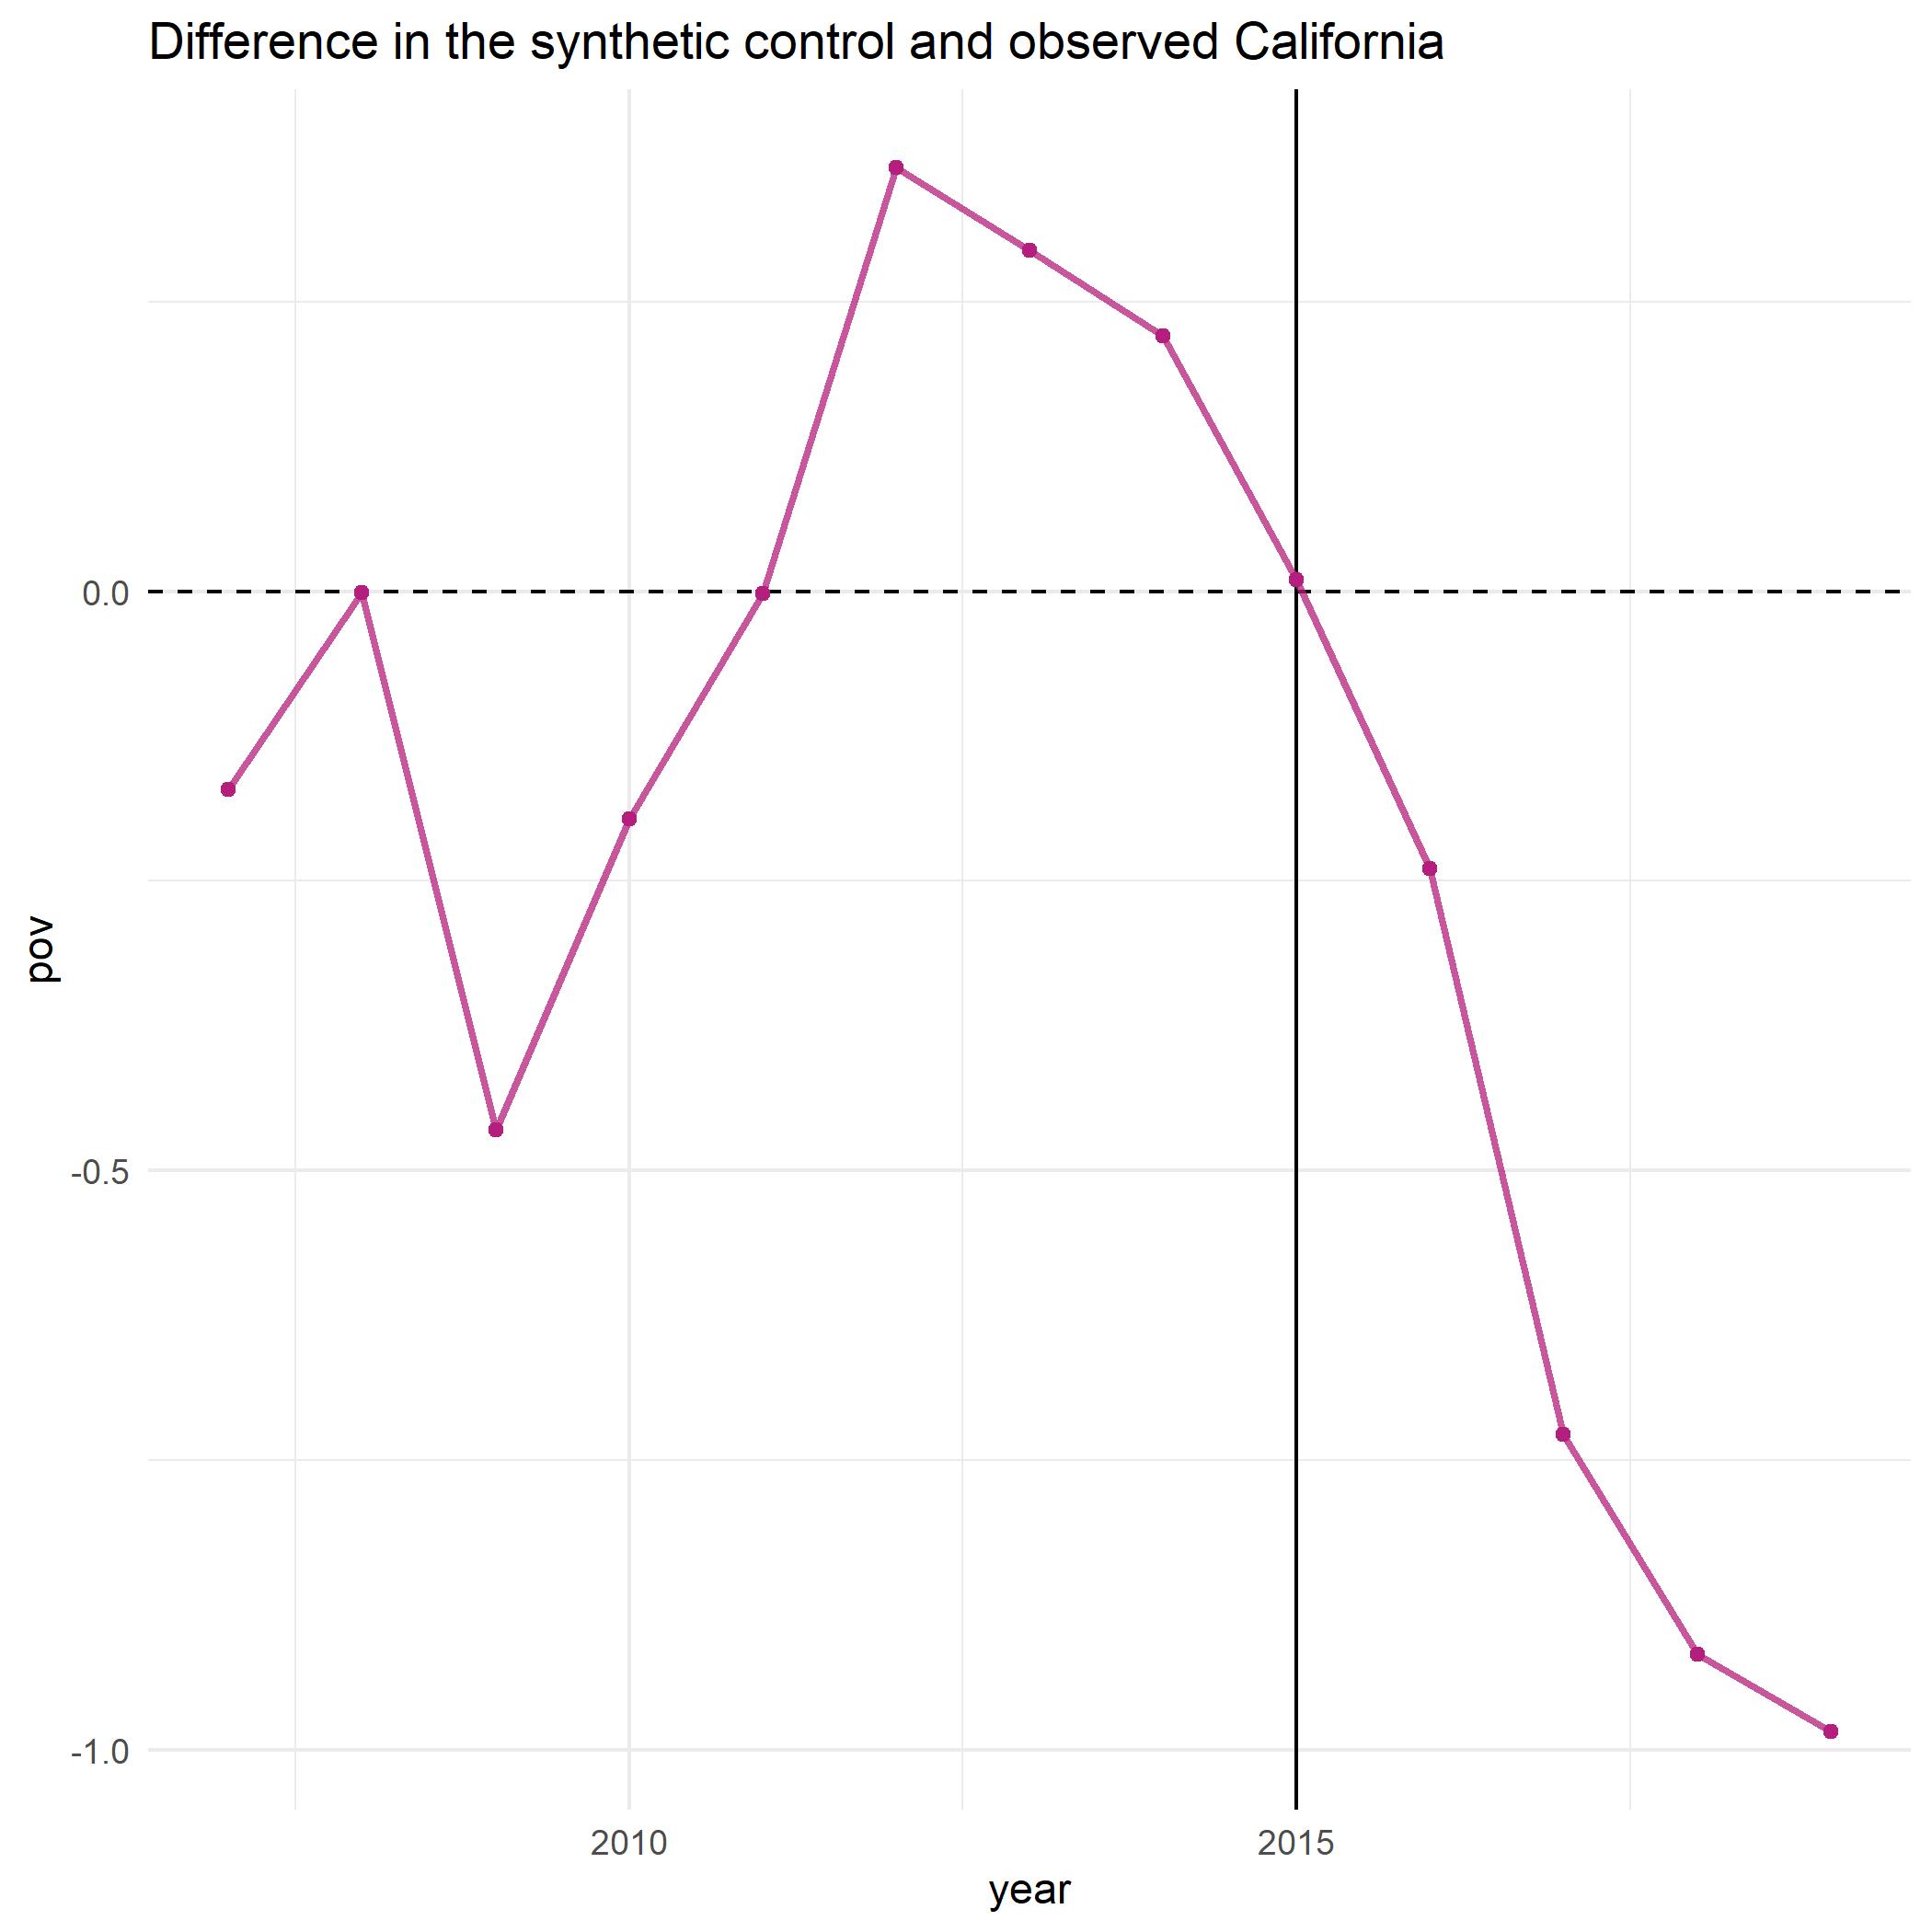 Difference in the synthetic control and observed California
0.0
-0.5
-1.0
pov
2010
2015
year